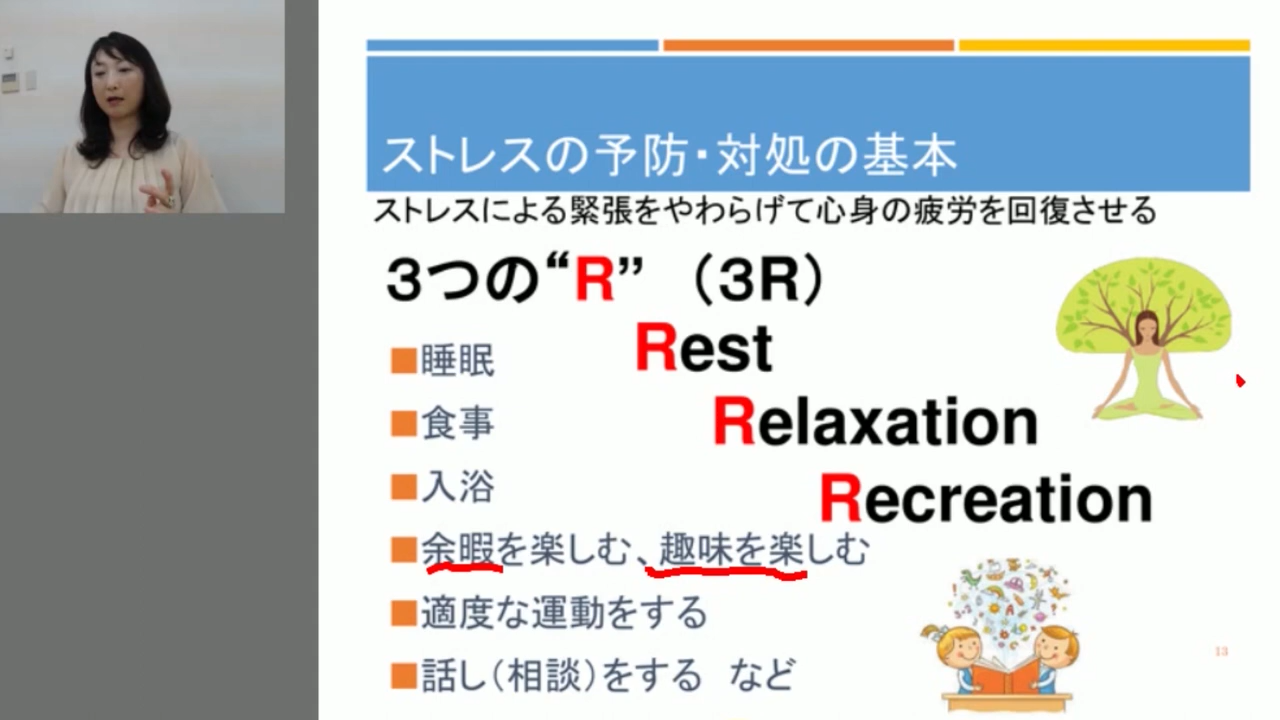 ストレスの予防・対処の基本
ストレスによる緊張をやわらげて心身の疲労を回復させる
３つの“R” （３R）
Rest
■睡眠
Relaxation
■食事
■入浴
Recreation
■余暇を楽しむ、趣味を楽しむ
■適度な運動をする
■話し（相談）をする など
13